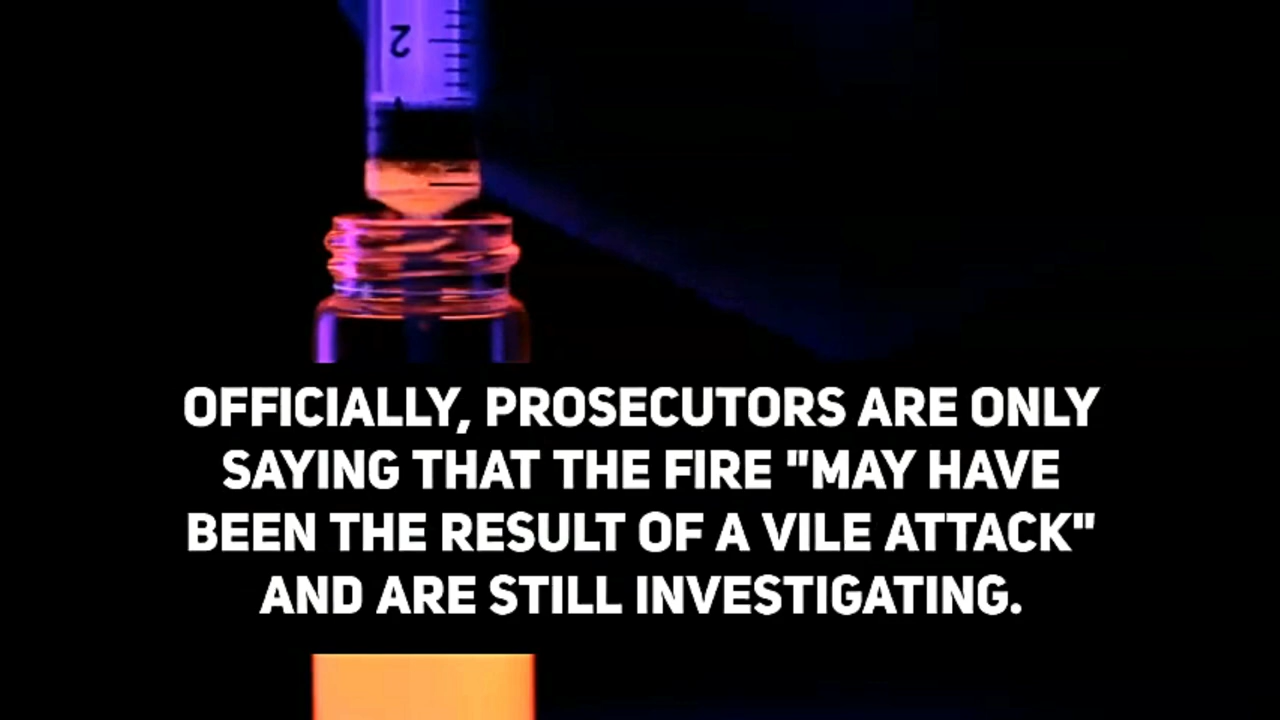 2
OFFICIALLY, PROSECUTORS ARE ONLY
SAYING THAT THE FIRE "MAY HAVE
BEEN THE RESULT OF A VILE ATTACK"
AND ARE STILL INVESTIGATING.